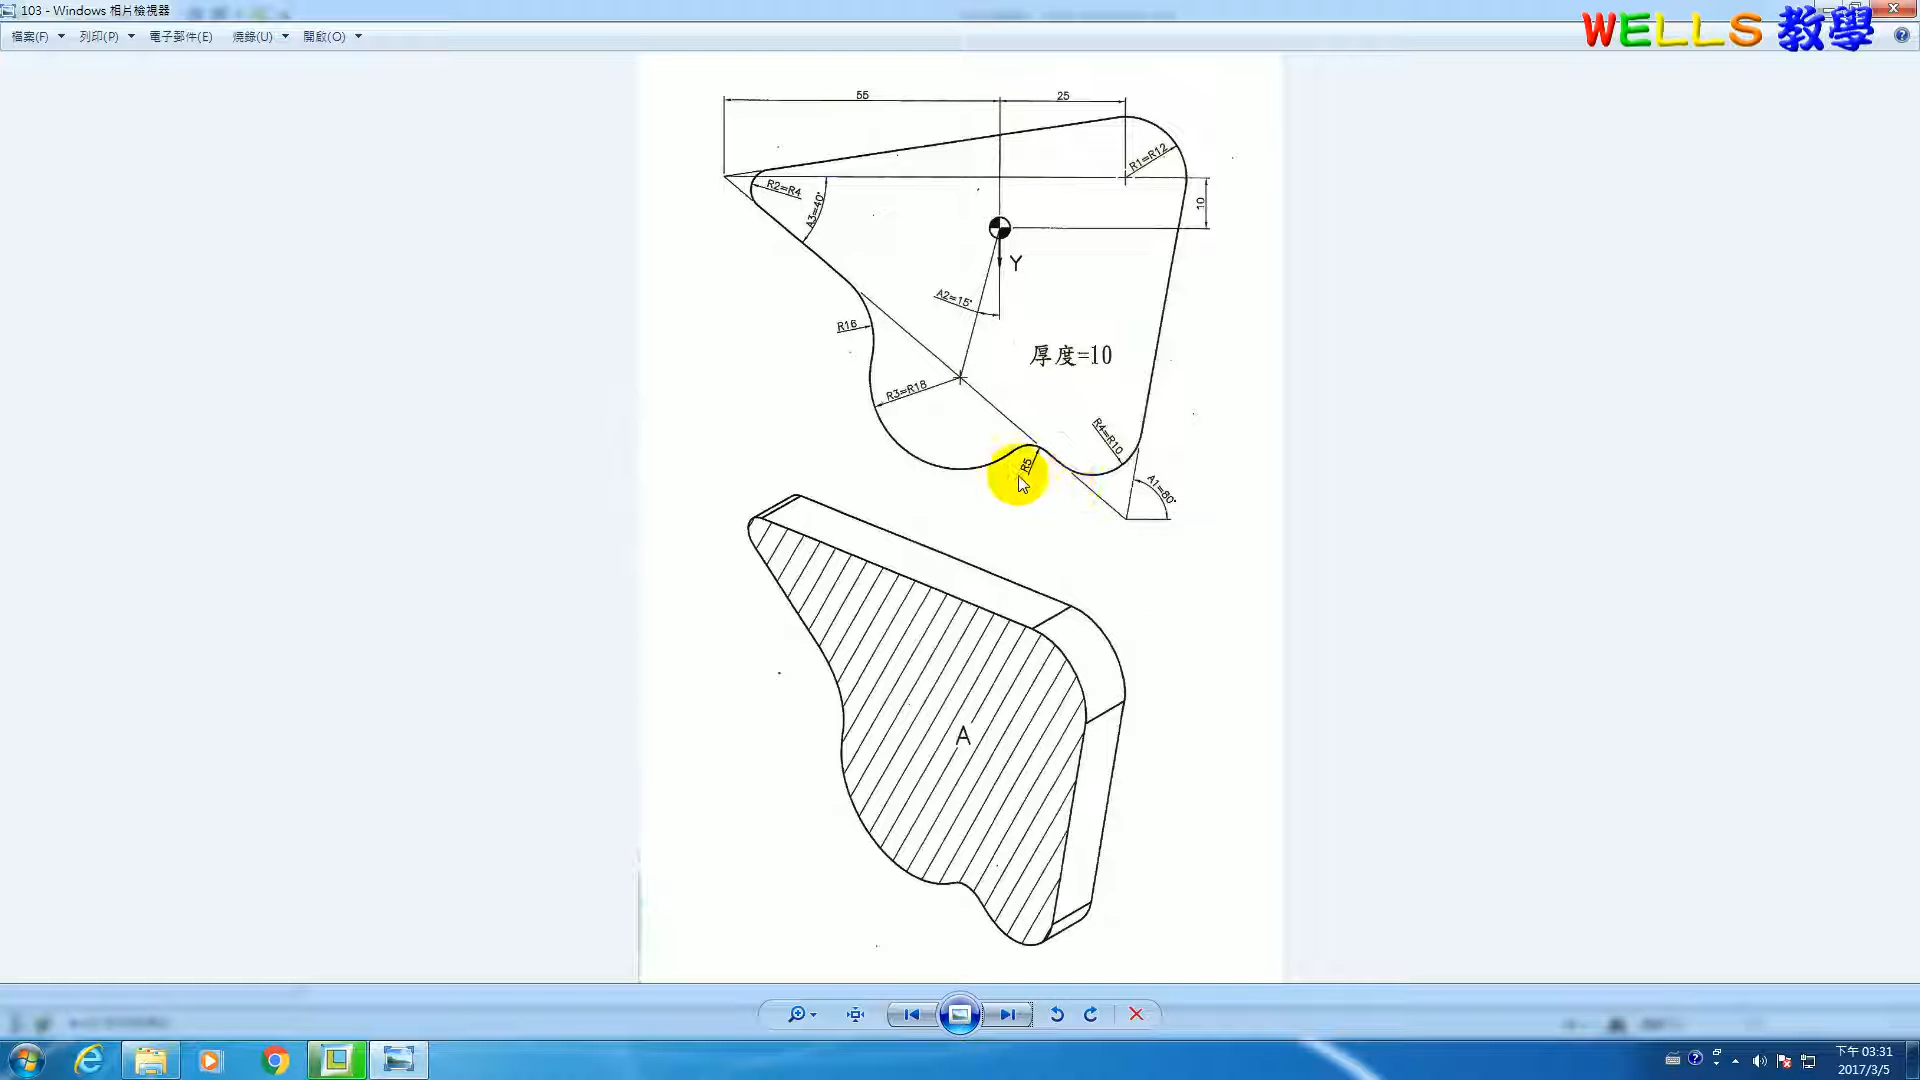 103 - Windows 相片檢視器
檔案(F) 列印(P) 電子郵件(E) 燒錄(U) 開啟(O)
WELLS 教學
55
25
R1=R12
R2=R4
A3=40°
10
Y
A2=15°
R16
厚度=10
R3=R18
R4=R10
R5
A1=80°
A
下午 03:31
2017/3/5